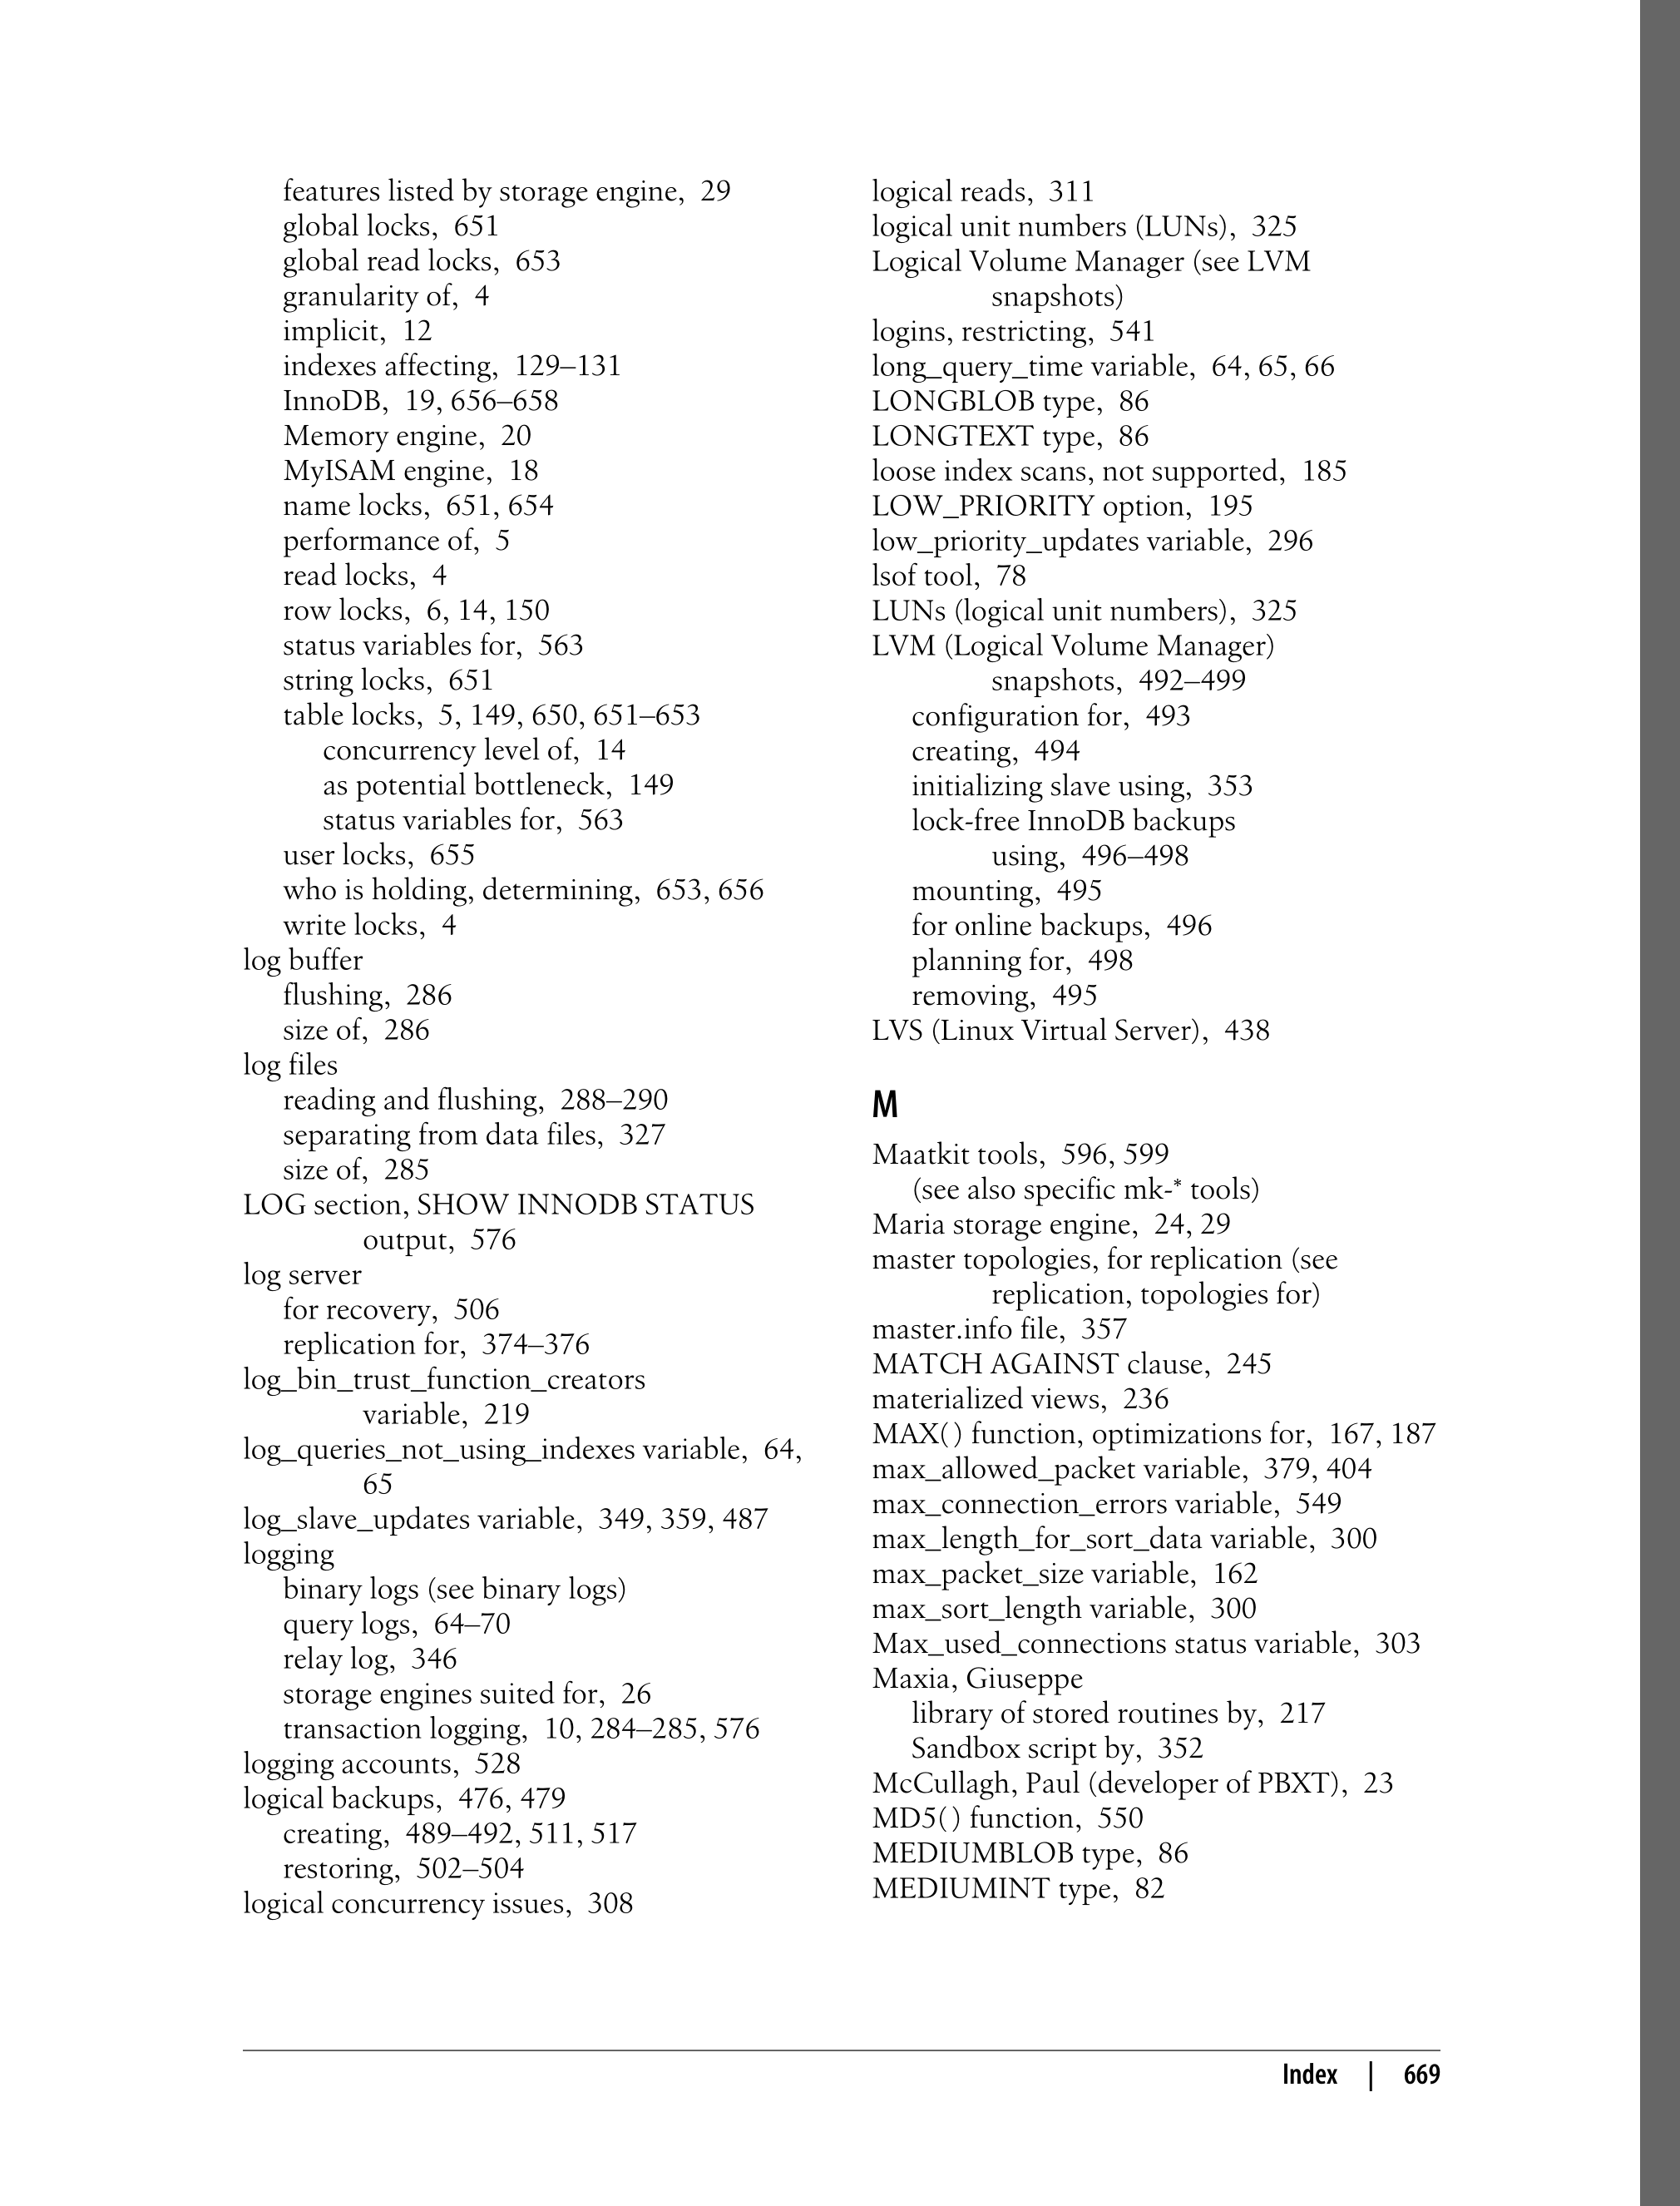 features listed by storage engine, 29
global locks, 651
global read locks, 653
granularity of, 4
implicit, 12
indexes affecting, 129–131
InnoDB, 19, 656–658
Memory engine, 20
MyISAM engine, 18
name locks, 651, 654
performance of, 5
read locks, 4
row locks, 6, 14, 150
status variables for, 563
string locks, 651
table locks, 5, 149, 650, 651–653
concurrency level of, 14
as potential bottleneck, 149
status variables for, 563
user locks, 655
who is holding, determining, 653, 656
write locks, 4
log buffer
flushing, 286
size of, 286
log files
reading and flushing, 288–290
separating from data files, 327
size of, 285
LOG section, SHOW INNODB STATUS
output, 576
log server
for recovery, 506
replication for, 374–376
log_bin_trust_function_creators
variable, 219
log_queries_not_using_indexes variable, 64,
65
log_slave_updates variable, 349, 359, 487
logging
binary logs (see binary logs)
query logs, 64–70
relay log, 346
storage engines suited for, 26
transaction logging, 10, 284–285, 576
logging accounts, 528
logical backups, 476, 479
creating, 489–492, 511, 517
restoring, 502–504
logical concurrency issues, 308
logical reads, 311
logical unit numbers (LUNs), 325
Logical Volume Manager (see LVM
snapshots)
logins, restricting, 541
long_query_time variable, 64, 65, 66
LONGBLOB type, 86
LONGTEXT type, 86
loose index scans, not supported, 185
LOW_PRIORITY option, 195
low_priority_updates variable, 296
lsof tool, 78
LUNs (logical unit numbers), 325
LVM (Logical Volume Manager)
snapshots, 492–499
configuration for, 493
creating, 494
initializing slave using, 353
lock-free InnoDB backups
using, 496–498
mounting, 495
for online backups, 496
planning for, 498
removing, 495
LVS (Linux Virtual Server), 438
M
Maatkit tools, 596, 599
(see also specific mk-* tools)
Maria storage engine, 24, 29
master topologies, for replication (see
replication, topologies for)
master.info file, 357
MATCH AGAINST clause, 245
materialized views, 236
MAX() function, optimizations for, 167, 187
max_allowed_packet variable, 379, 404
max_connection_errors variable, 549
max_length_for_sort_data variable, 300
max_packet_size variable, 162
max_sort_length variable, 300
Max_used_connections status variable, 303
Maxia, Giuseppe
library of stored routines by, 217
Sandbox script by, 352
McCullagh, Paul (developer of PBXT), 23
MD5() function, 550
MEDIUMBLOB type, 86
MEDIUMINT type, 82
Index | 669